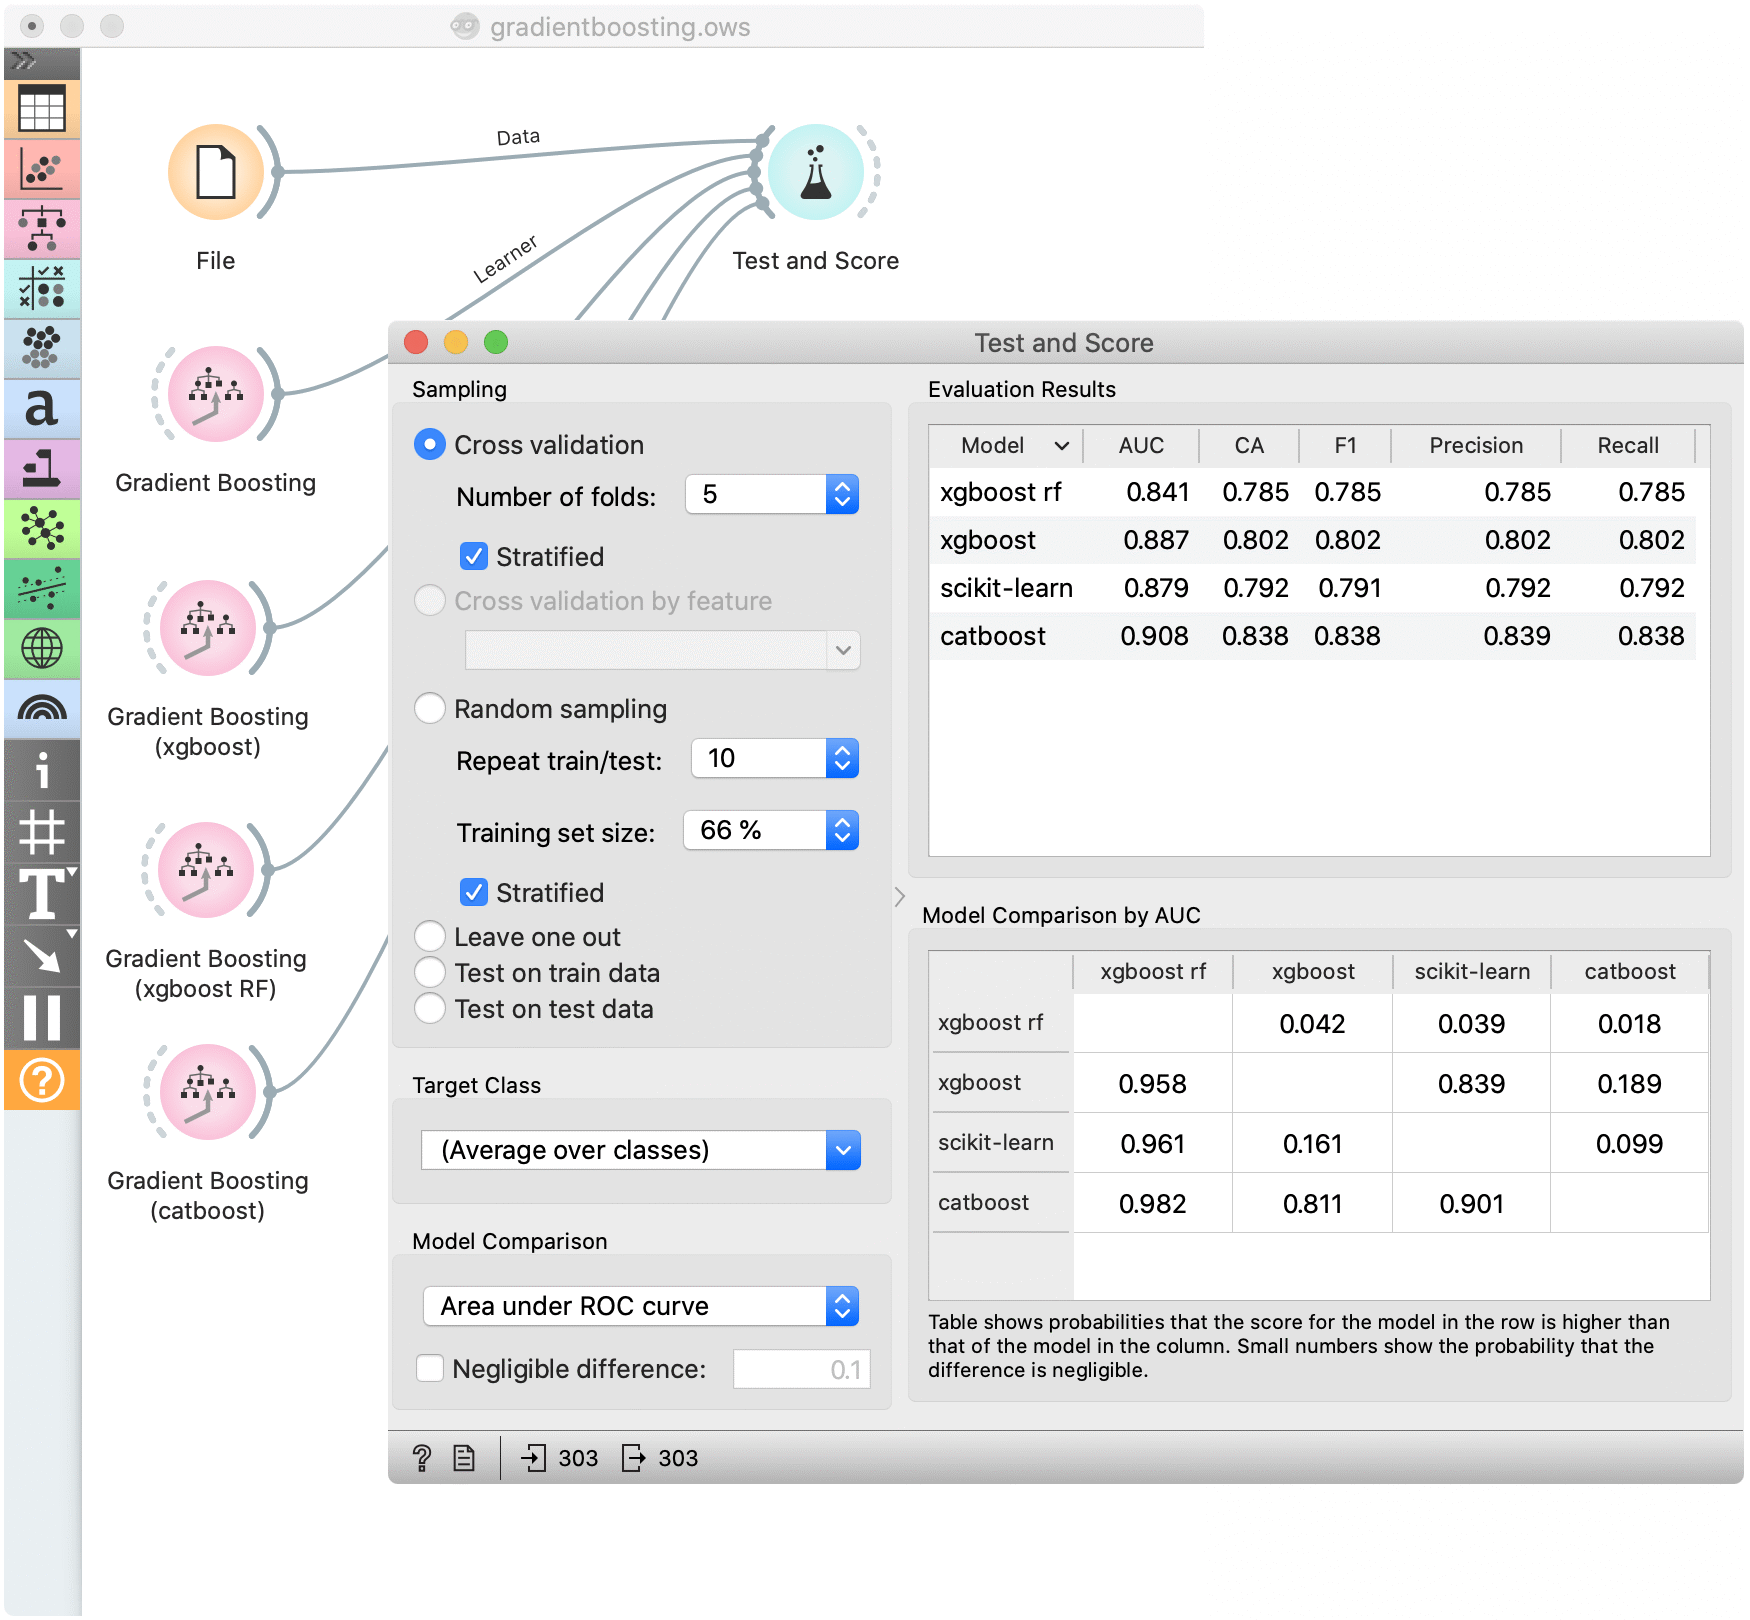 gradientboosting.ows
Data
Learner
File
Test and Score
Gradient Boosting
Gradient Boosting
(xgboost)
Gradient Boosting
(xgboost RF)
Gradient Boosting
(catboost)
a
i
T
?
Test and Score
Sampling
Cross validation
Number of folds: 5
Stratified
Cross validation by feature
Random sampling
Repeat train/test: 10
Training set size: 66 %
Stratified
Leave one out
Test on train data
Test on test data
Target Class
(Average over classes)
Model Comparison
Area under ROC curve
Negligible difference: 0.1
Evaluation Results
Model AUC CA F1 Precision Recall
xgboost rf 0.841 0.785 0.785 0.785 0.785
xgboost 0.887 0.802 0.802 0.802 0.802
scikit-learn 0.879 0.792 0.791 0.792 0.792
catboost 0.908 0.838 0.838 0.839 0.838
Model Comparison by AUC
xgboost rf xgboost scikit-learn catboost
xgboost rf 0.042 0.039 0.018
xgboost 0.958 0.839 0.189
scikit-learn 0.961 0.161 0.099
catboost 0.982 0.811 0.901
Table shows probabilities that the score for the model in the row is higher than
that of the model in the column. Small numbers show the probability that the
difference is negligible.
? 303 303